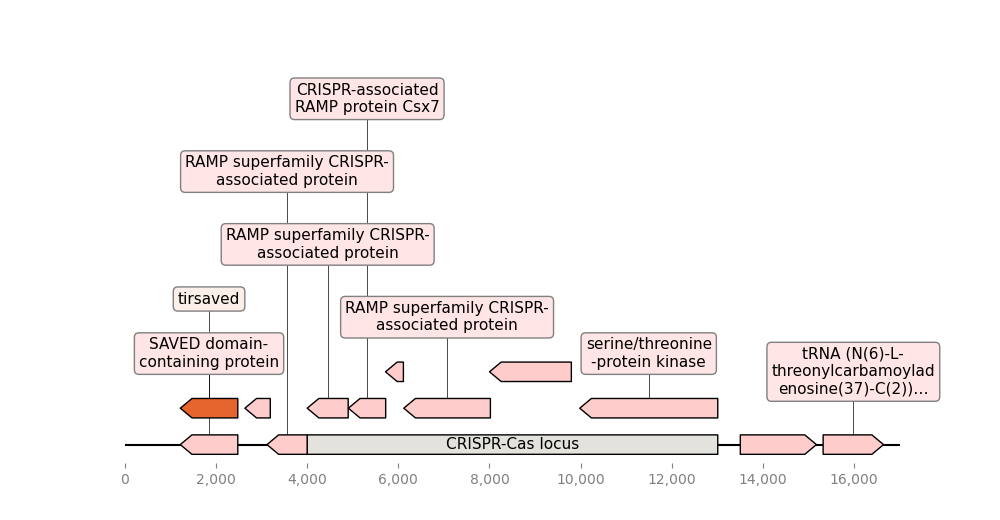 CRISPR-associated
RAMP protein Csx7
RAMP superfamily CRISPR-
associated protein
RAMP superfamily CRISPR-
associated protein
tirsaved
RAMP superfamily CRISPR-
associated protein
SAVED domain-
containing protein
serine/threonine
-protein kinase
tRNA (N(6)-L-
threonylcarbamoylad
enosine(37)-C(2))...
CRISPR-Cas locus
0 2,000 4,000 6,000 8,000 10,000 12,000 14,000 16,000